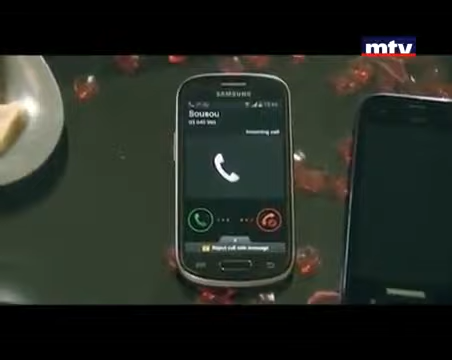 mtv
SAMSUNG
Bousou
Incoming call
Reject call with message